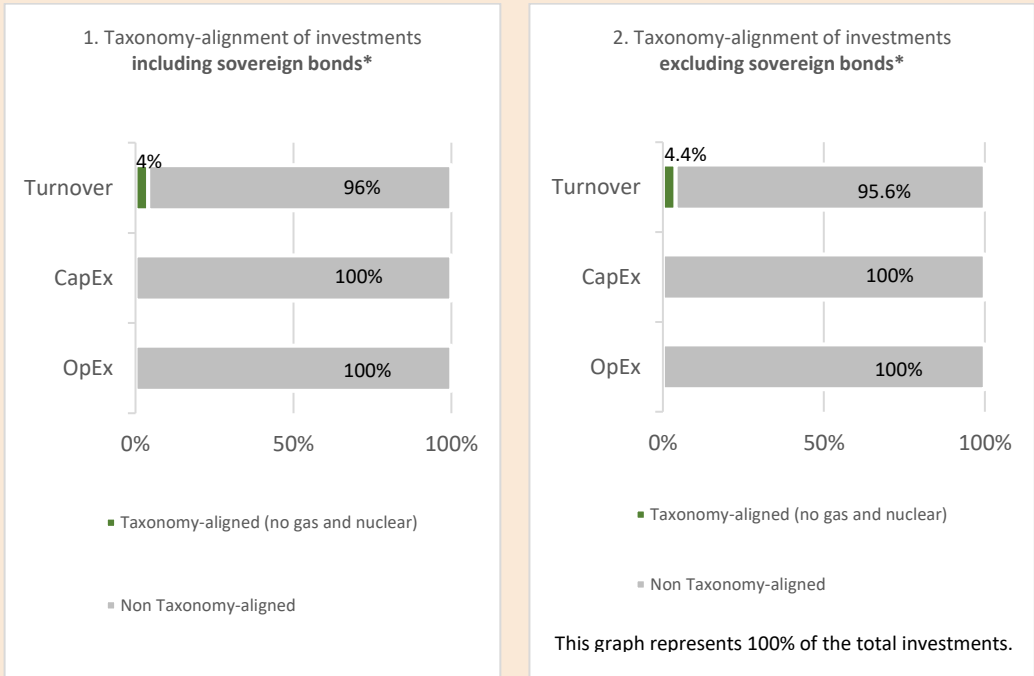 1. Taxonomy-alignment of investments
including sovereign bonds*
4%
Turnover
96%
CapEx
100%
OpEx
100%
0%
50%
100%
Taxonomy-aligned (no gas and nuclear)
Non Taxonomy-aligned
2. Taxonomy-alignment of investments
excluding sovereign bonds*
4.4%
Turnover
95.6%
CapEx
100%
OpEx
100%
0%
50%
100%
Taxonomy-aligned (no gas and nuclear)
Non Taxonomy-aligned
This graph represents 100% of the total investments.